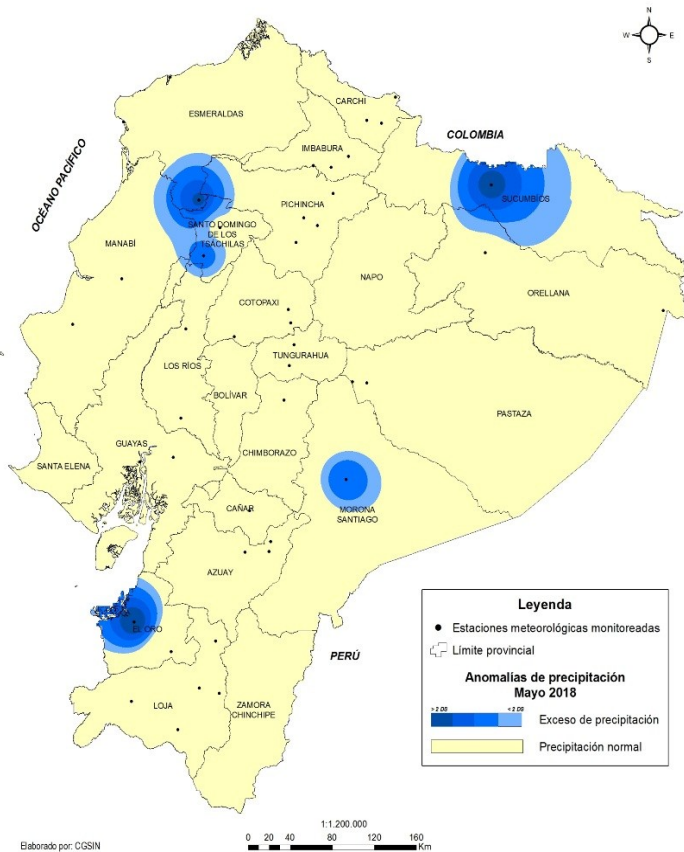 N
W E
S
CARCHI
ESMERALDAS
COLOMBIA
IMBABURA
OCÉANO PACÍFICO
SUCUMBÍOS
PICHINCHA
SANTO DOMINGO
DE LOS
TSÁCHILAS
MANABÍ
NAPO
ORELLANA
COTOPAXI
TUNGURAHUA
LOS RÍOS
BOLÍVAR
PASTAZA
GUAYAS
CHIMBORAZO
SANTA ELENA
MORONA
SANTIAGO
CAÑAR
AZUAY
EL ORO
PERÚ
LOJA
ZAMORA
CHINCHIPE
Leyenda
Estaciones meteorológicas monitoreadas
Límite provincial
Anomalías de precipitación
Mayo 2018
> 2 DS < 2 DS
Exceso de precipitación
Precipitación normal
1:1.200.000
0 20 40 80 120 160
Km
Elaborado por: CGSIN